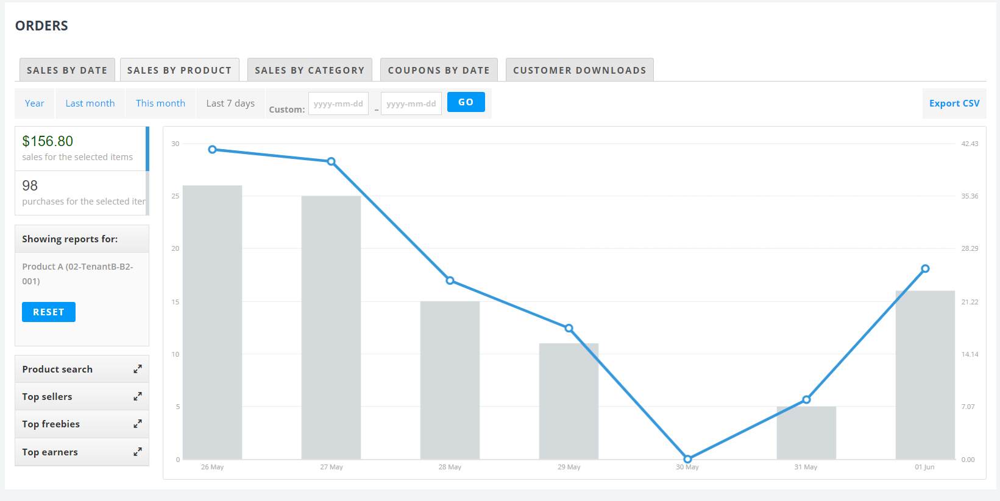 ORDERS
SALES BY DATE
SALES BY PRODUCT
SALES BY CATEGORY
COUPONS BY DATE
CUSTOMER DOWNLOADS
Year
Last month
This month
Last 7 days
Custom:
yyyy-mm-dd
–
yyyy-mm-dd
GO
Export CSV
$156.80
sales for the selected items
98
purchases for the selected iter
Showing reports for:
Product A (02-TenantB-B2-
001)
RESET
Product search
Top sellers
Top freebies
Top earners
30
25
20
15
10
5
0
42.43
35.36
28.29
21.22
14.14
7.07
0.00
26 May
27 May
28 May
29 May
30 May
31 May
01 Jun